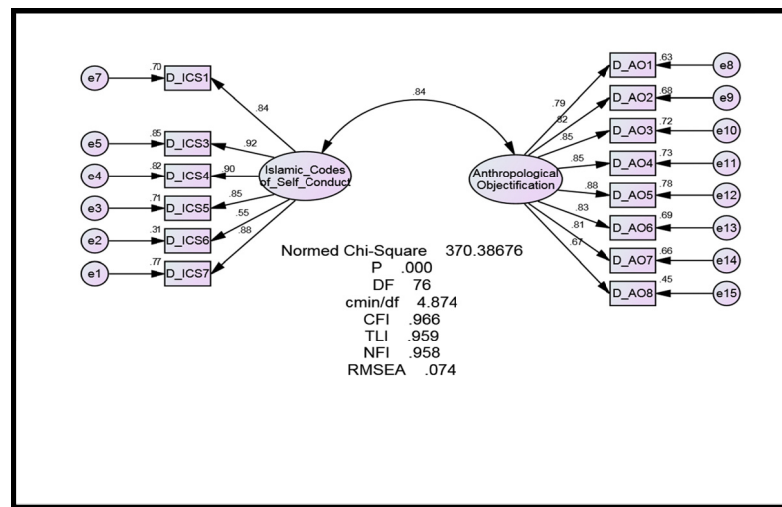 .84
e7 .70 D_ICS1
.84
e5 .85 D_ICS3
.92
e4 .82 D_ICS4
.90
e3 .71 D_ICS5
.85
e2 .31 D_ICS6
.55
e1 .77 D_ICS7
.88
Islamic_Codes
of_Self_Conduct
Anthropological
Objectification
.79
D_AO1 .63 e8
.82
D_AO2 .68 e9
.85
D_AO3 .72 e10
.85
D_AO4 .73 e11
.88
D_AO5 .78 e12
.83
D_AO6 .69 e13
.81
D_AO7 .66 e14
.67
D_AO8 .45 e15
Normed Chi-Square 370.38676
P .000
DF 76
cmin/df 4.874
CFI .966
TLI .959
NFI .958
RMSEA .074